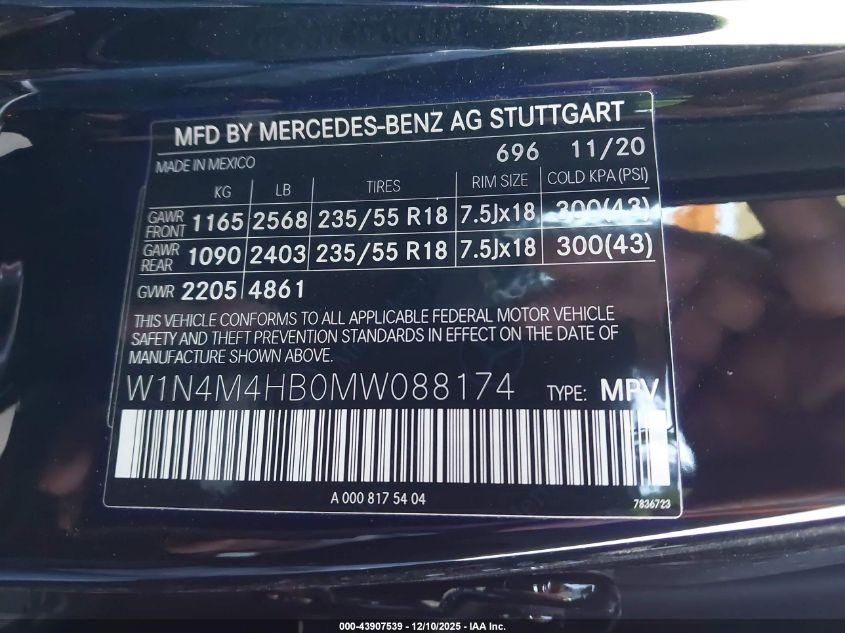 MFD BY MERCEDES-BENZ AG STUTTGART
MADE IN MEXICO 696 11/20
KG LB TIRES RIM SIZE COLD KPA (PSI)
GAWR FRONT 1165 2568 235/55 R18 7.5Jx18 300(43)
GAWR REAR 1090 2403 235/55 R18 7.5Jx18 300(43)
GVWR 2205 4861
THIS VEHICLE CONFORMS TO ALL APPLICABLE FEDERAL MOTOR VEHICLE
SAFETY AND THEFT PREVENTION STANDARDS IN EFFECT ON THE DATE OF
MANUFACTURE SHOWN ABOVE.
W1N4M4HB0MW088174 TYPE: MPV
A 000 817 54 04
7836723
000-43907539 - 12/10/2025 - IAA Inc.